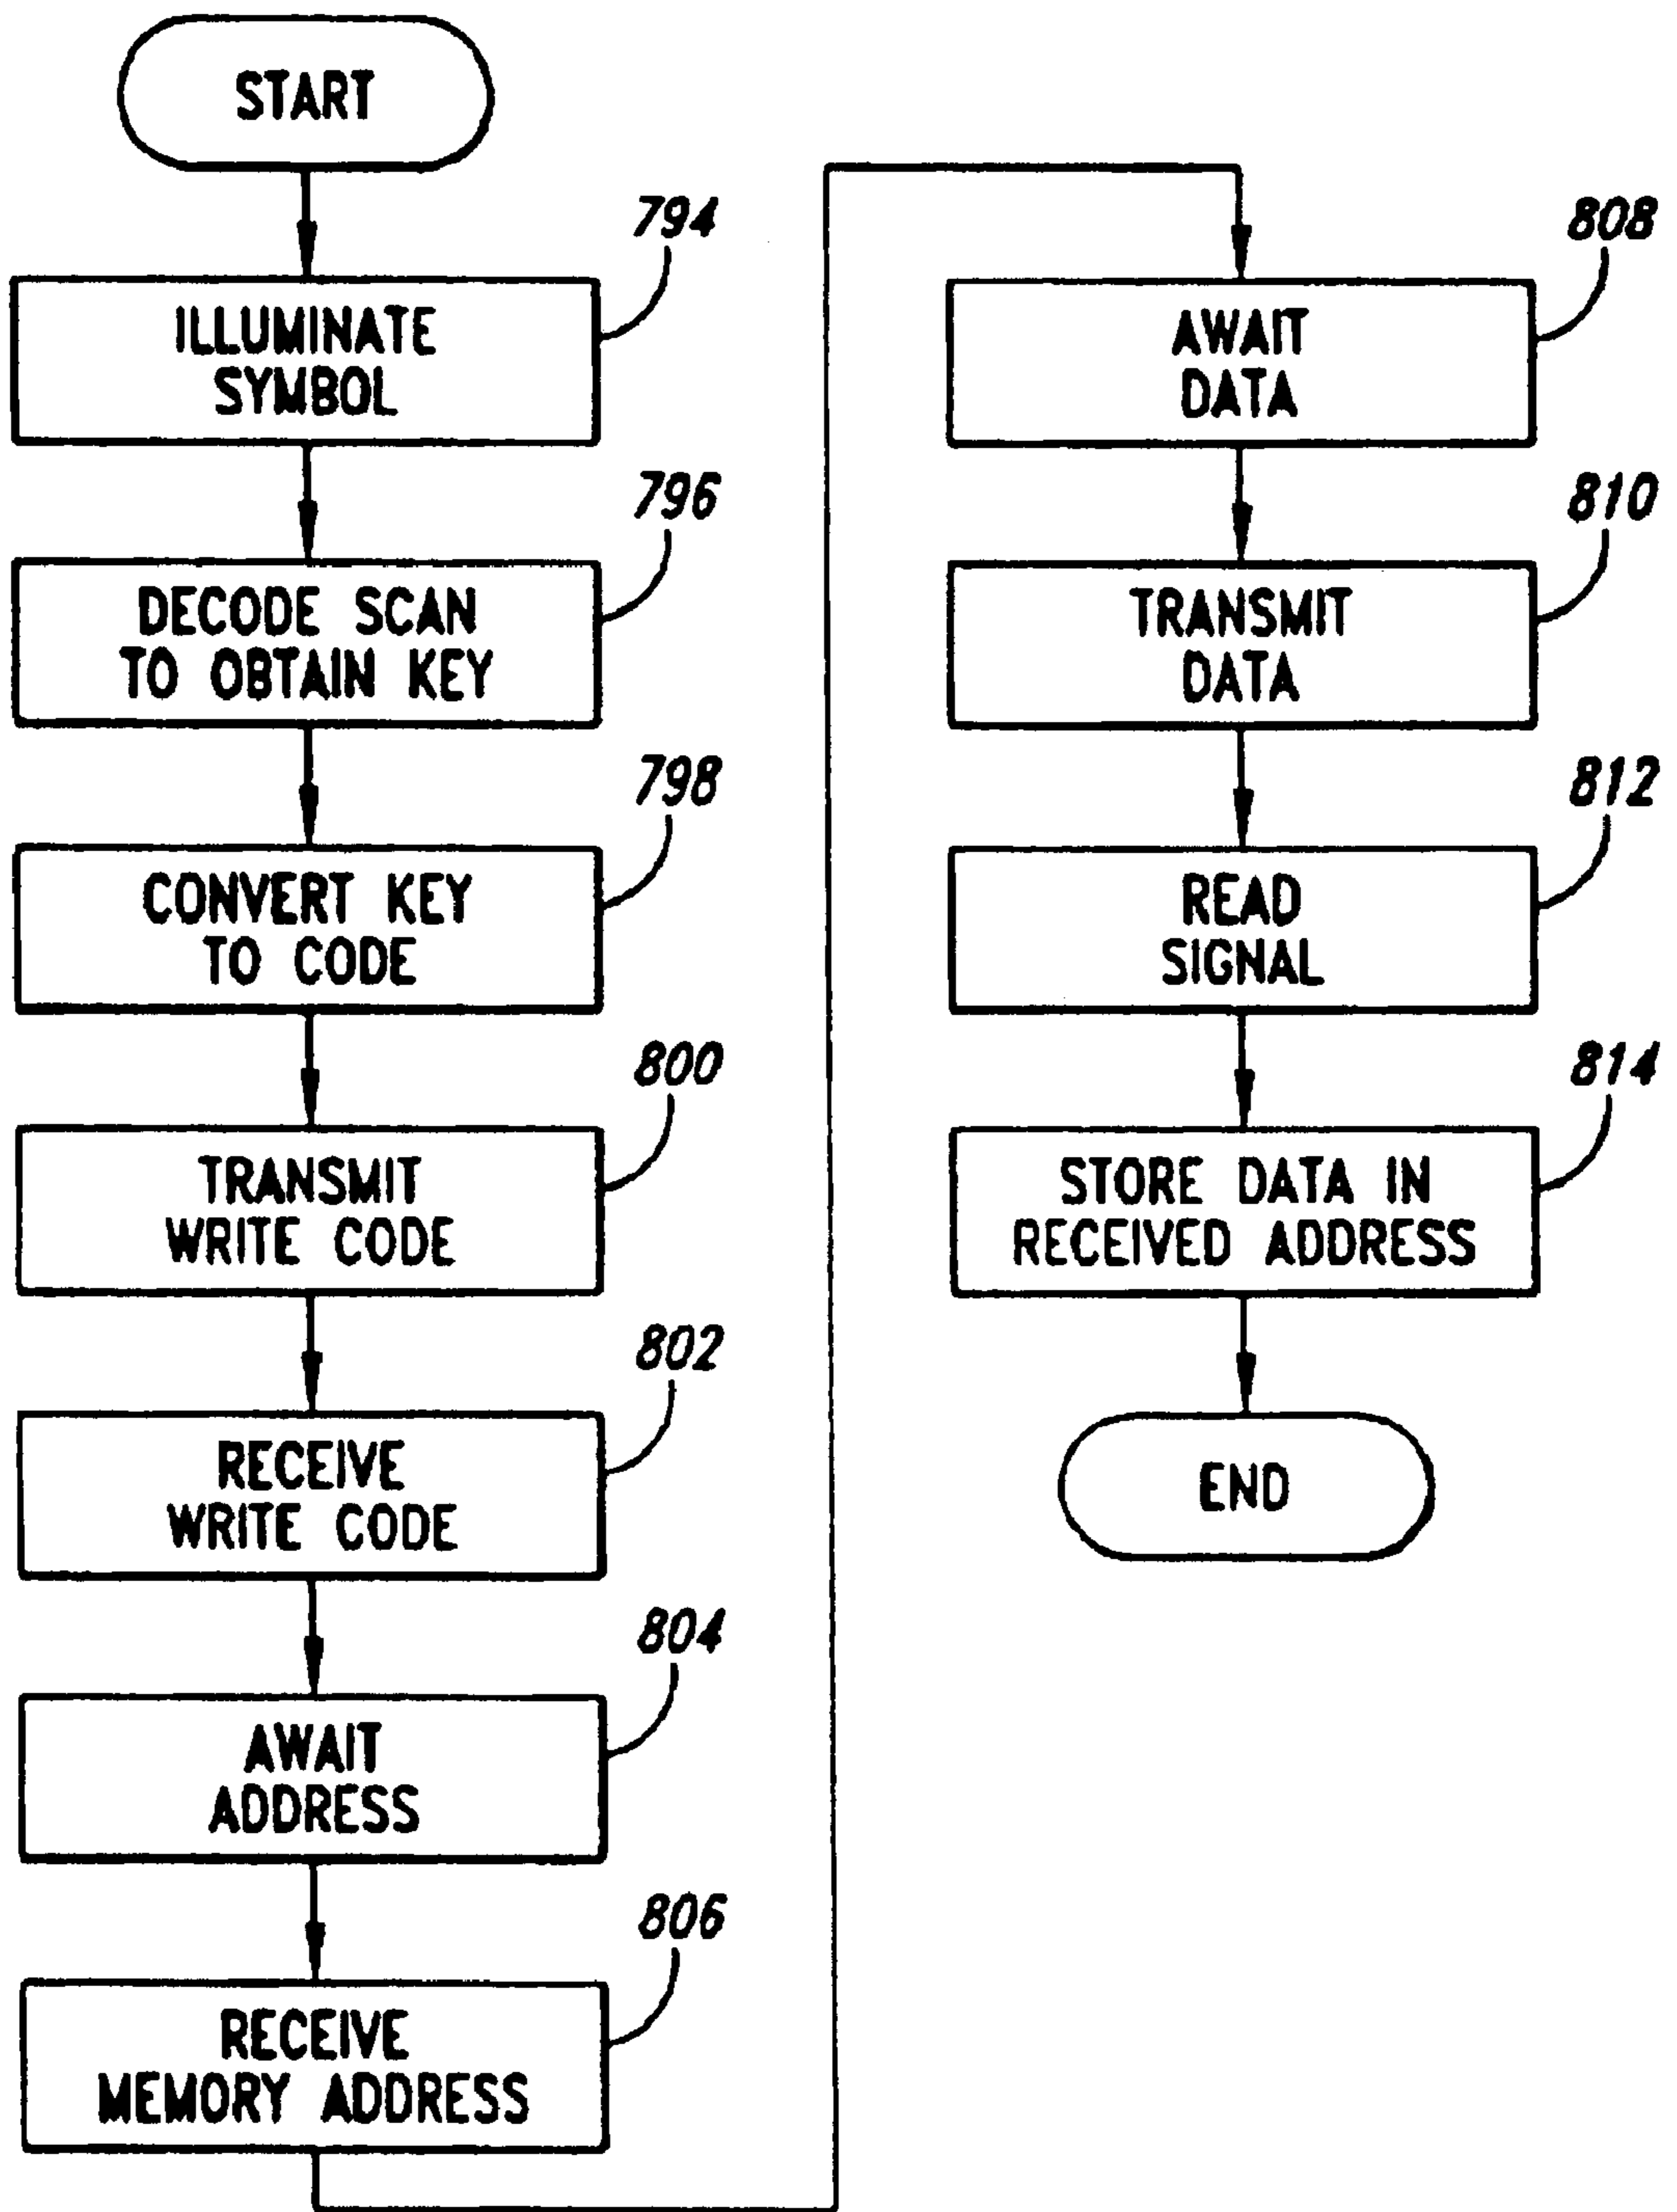 START
794
ILLUMINATE
SYMBOL
796
DECODE SCAN
TO OBTAIN KEY
798
CONVERT KEY
TO CODE
800
TRANSMIT
WRITE CODE
802
RECEIVE
WRITE CODE
804
AWAIT
ADDRESS
806
RECEIVE
MEMORY ADDRESS
808
AWAIT
DATA
810
TRANSMIT
DATA
812
READ
SIGNAL
814
STORE DATA IN
RECEIVED ADDRESS
END